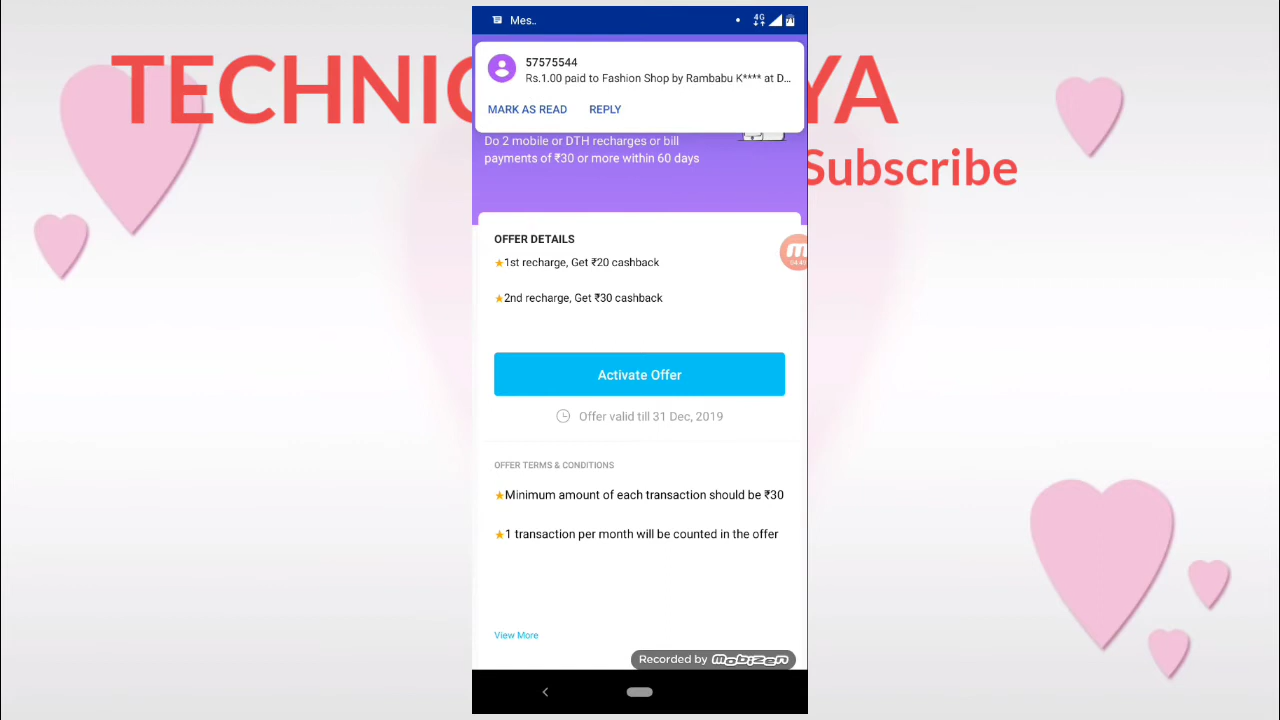 Mes..
4G
71
57575544
Rs.1.00 paid to Fashion Shop by Rambabu K**** at D...
MARK AS READ REPLY
TECHNIC
YA
Subscribe
Do 2 mobile or DTH recharges or bill
payments of ₹30 or more within 60 days
OFFER DETAILS
★1st recharge, Get ₹20 cashback
★2nd recharge, Get ₹30 cashback
Activate Offer
Offer valid till 31 Dec, 2019
OFFER TERMS & CONDITIONS
★Minimum amount of each transaction should be ₹30
★1 transaction per month will be counted in the offer
View More
Recorded by mobizen